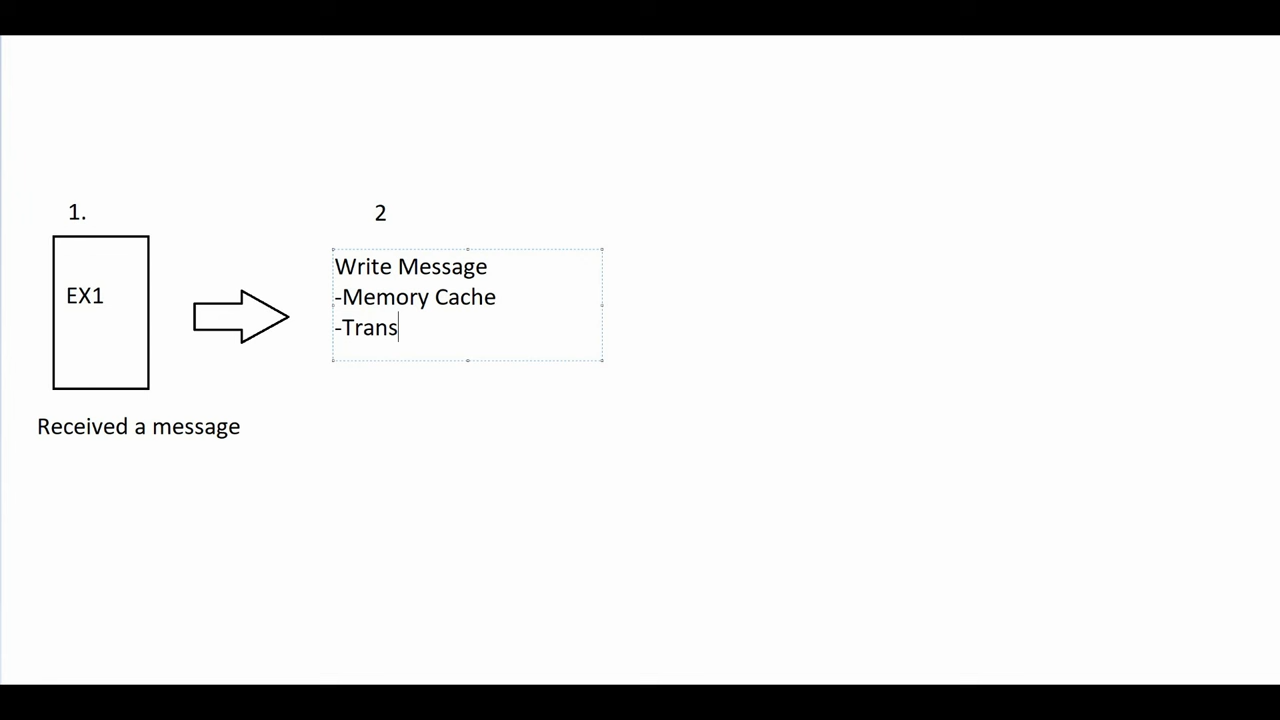 1.
2
EX1
Write Message
-Memory Cache
-Trans
Received a message